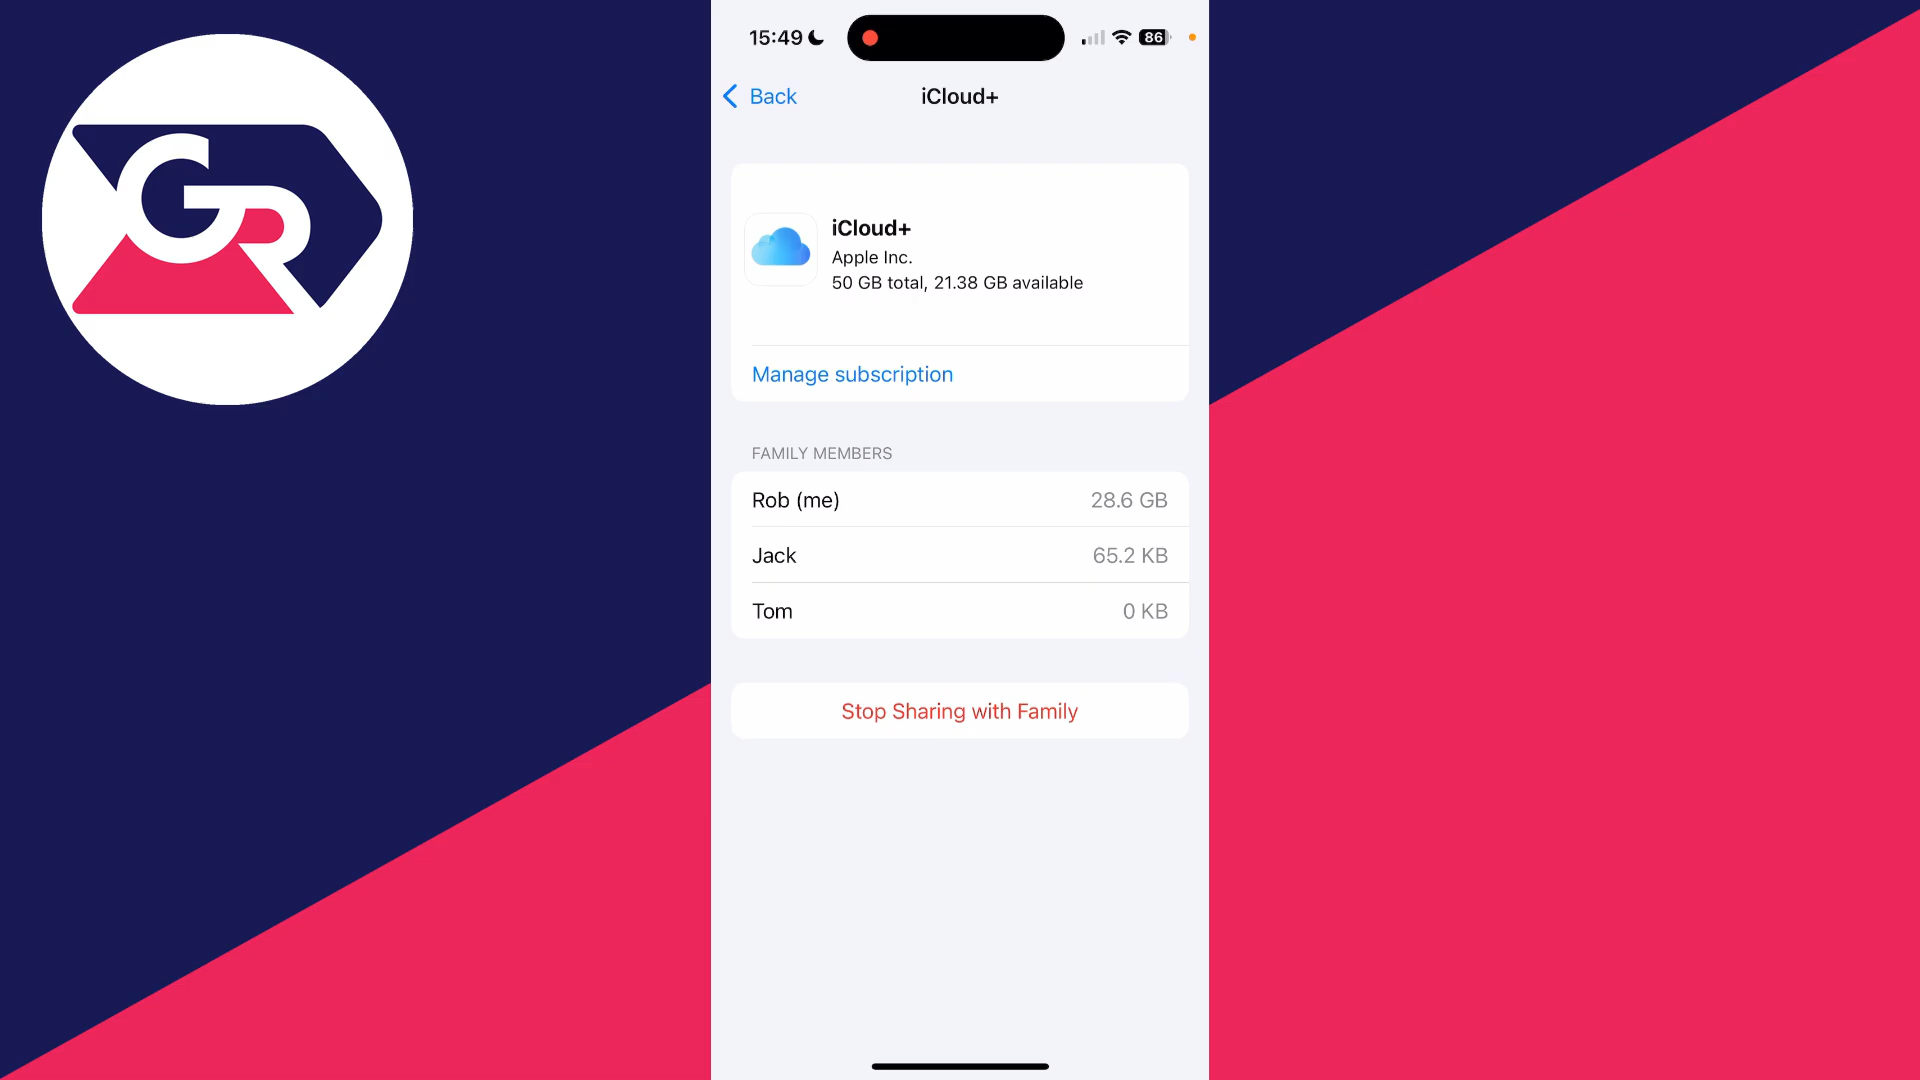 GR
15:49
86
Back
iCloud+
iCloud+
Apple Inc.
50 GB total, 21.38 GB available
Manage subscription
FAMILY MEMBERS
Rob (me) 28.6 GB
Jack 65.2 KB
Tom 0 KB
Stop Sharing with Family